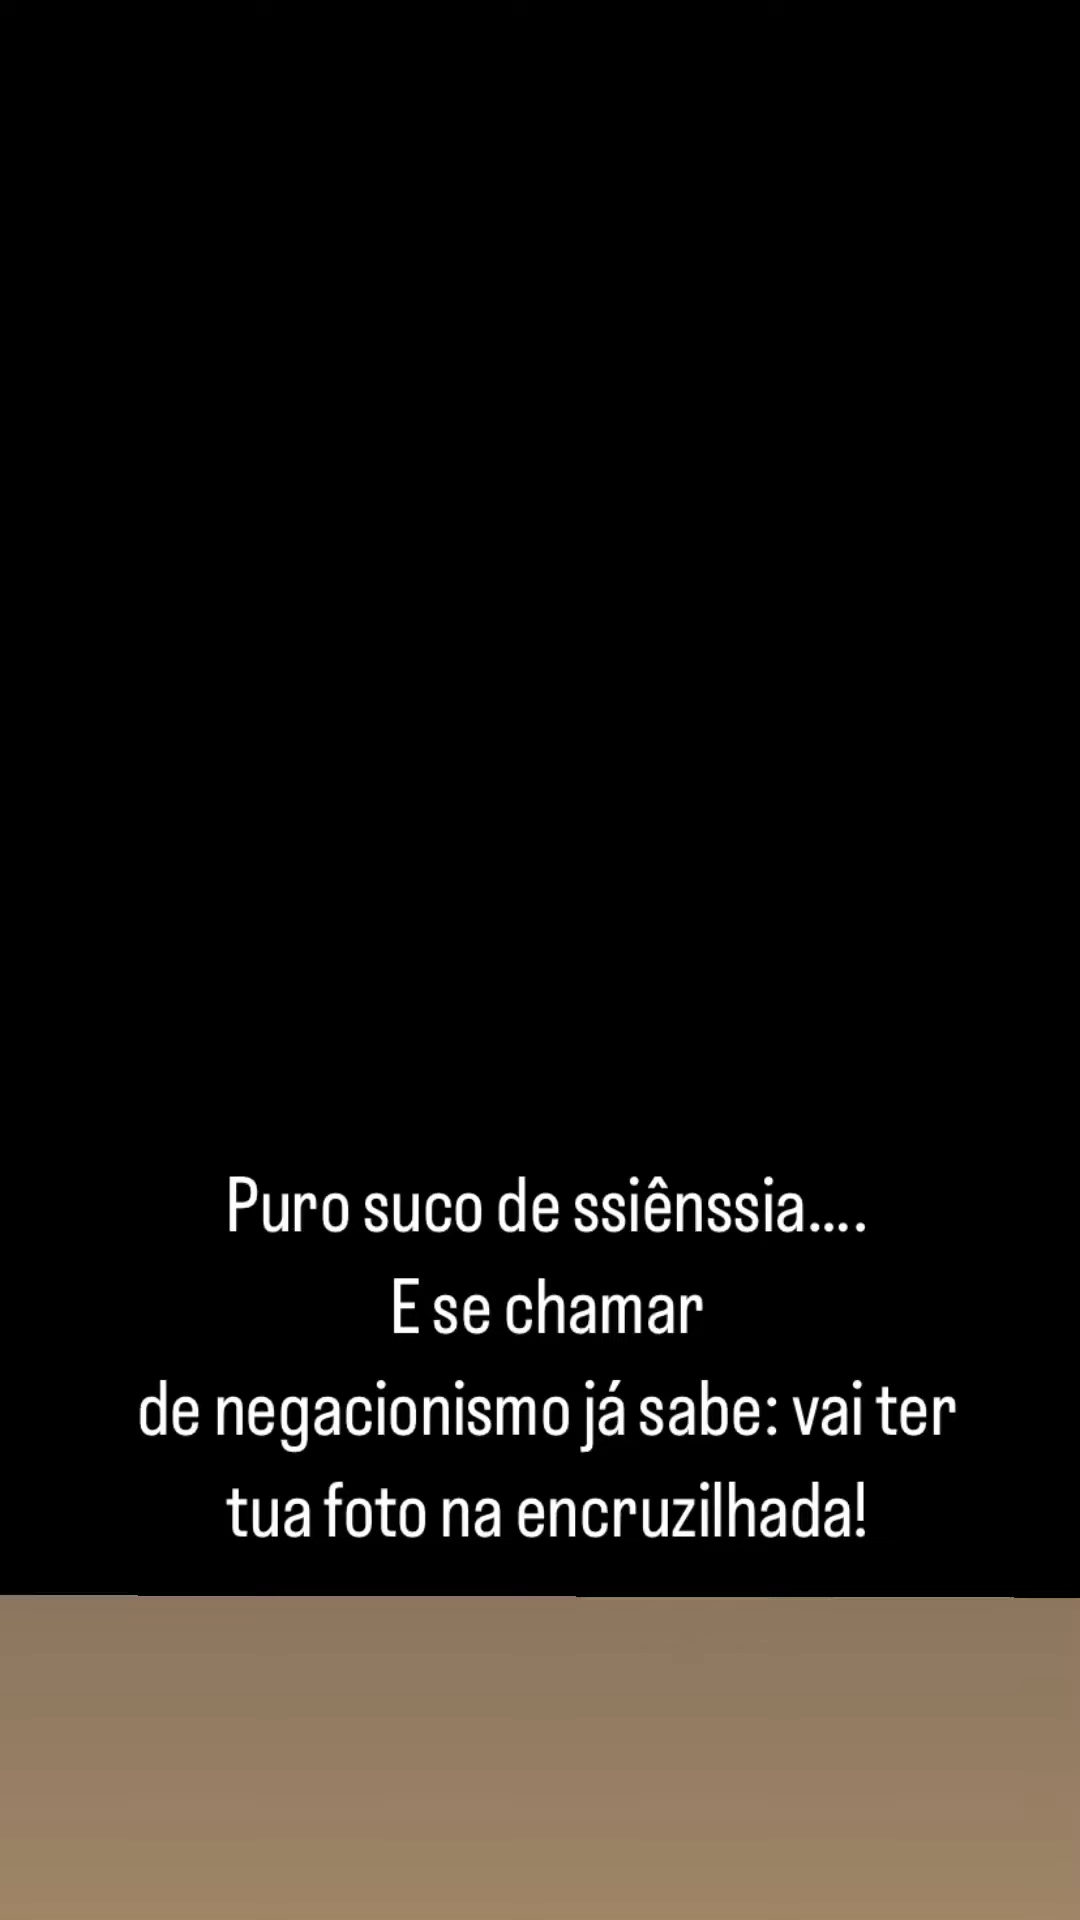 Puro suco de ssiênssia....
E se chamar
de negacionismo já sabe: vai ter
tua foto na encruzilhada!